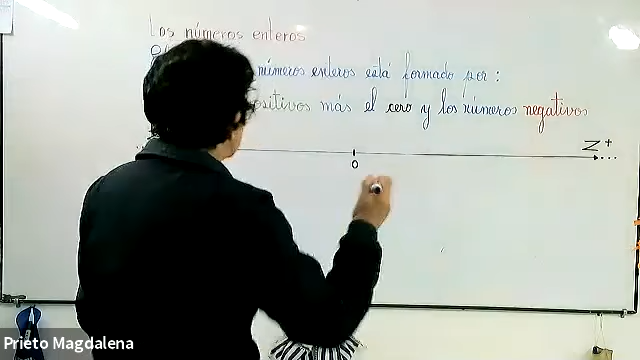 Los números enteros
números enteros está formado por :
positivos más el cero y los números negativos
Z+
0
...
Prieto Magdalena